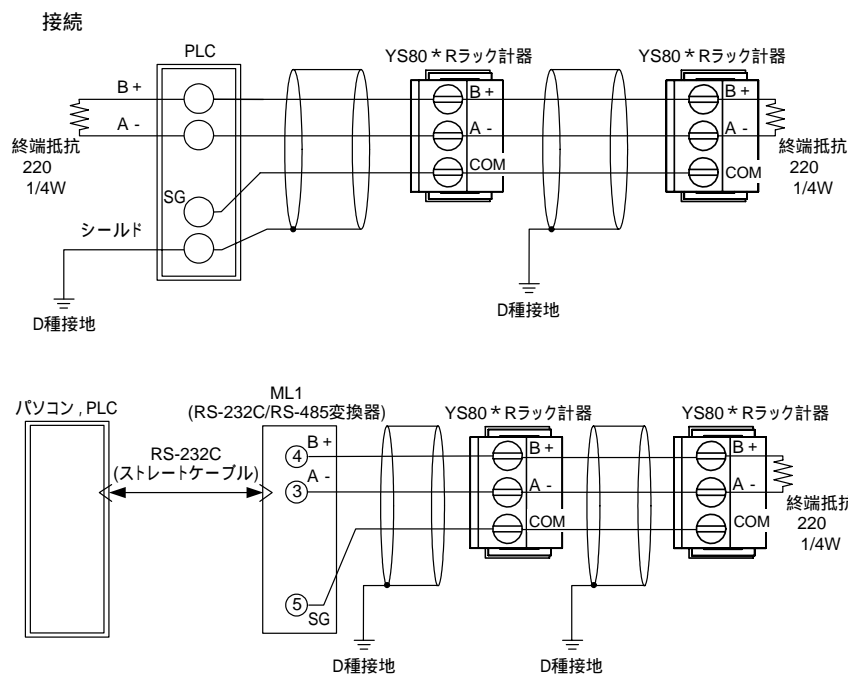 接続
PLC
YS80*Rラック計器
YS80*Rラック計器
B +
A -
SG
シールド
終端抵抗
220
1/4W
D種接地
B +
A -
COM
D種接地
B +
A -
COM
終端抵抗
220
1/4W
パソコン,PLC
RS-232C
(ストレートケーブル)
ML1
(RS-232C/RS-485変換器)
YS80*Rラック計器
YS80*Rラック計器
④
B +
③
A -
⑤
SG
D種接地
B +
A -
COM
D種接地
B +
A -
COM
終端抵抗
220
1/4W